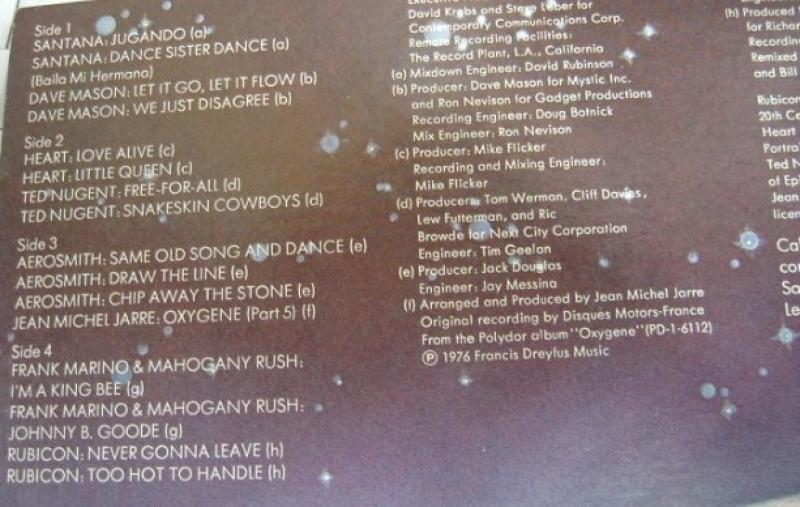 Side 1
SANTANA: JUGANDO (a)
SANTANA: DANCE SISTER DANCE (a)
(Baila Mi Hermana)
DAVE MASON: LET IT GO, LET IT FLOW (b)
DAVE MASON: WE JUST DISAGREE (b)
Side 2
HEART: LOVE ALIVE (c)
HEART: LITTLE QUEEN (c)
TED NUGENT: FREE-FOR-ALL (d)
TED NUGENT: SNAKESKIN COWBOYS (d)
Side 3
AEROSMITH: SAME OLD SONG AND DANCE (e)
AEROSMITH: DRAW THE LINE (e)
AEROSMITH: CHIP AWAY THE STONE (e)
JEAN MICHEL JARRE: OXYGENE (Part 5) (f)
Side 4
FRANK MARINO & MAHOGANY RUSH:
I'M A KING BEE (g)
FRANK MARINO & MAHOGANY RUSH:
JOHNNY B. GOODE (g)
RUBICON: NEVER GONNA LEAVE (h)
RUBICON: TOO HOT TO HANDLE (h)
David Krebs and Steve Leber for
Contemporary Communications Corp.
Remote Recording Facilities:
The Record Plant, L.A., California
(a) Mixdown Engineer: David Rubinson
(b) Producer: Dave Mason for Mystic Inc.
and Ron Nevison for Gadget Productions
Recording Engineer: Doug Botnick
Mix Engineer: Ron Nevison
(c) Producer: Mike Flicker
Recording and Mixing Engineer:
Mike Flicker
(d) Producers: Tom Werman, Cliff Davies,
Lew Futterman, and Ric
Browde for Next City Corporation
Engineer: Tim Geelan
(e) Producer: Jack Douglas
Engineer: Jay Messina
(f) Arranged and Produced by Jean Michel Jarre
Original recording by Disques Motors-France
From the Polydor album "Oxygene" (PD-1-6112)
Ⓟ 1976 Francis Dreyfus Music
(h) Produced
for Richar
Recordin
Remixed
and Bill
Rubicon
20th Ce
Heart
Portra
Ted N
of Ep
Jean
licen
Cal
con
Sa
Le